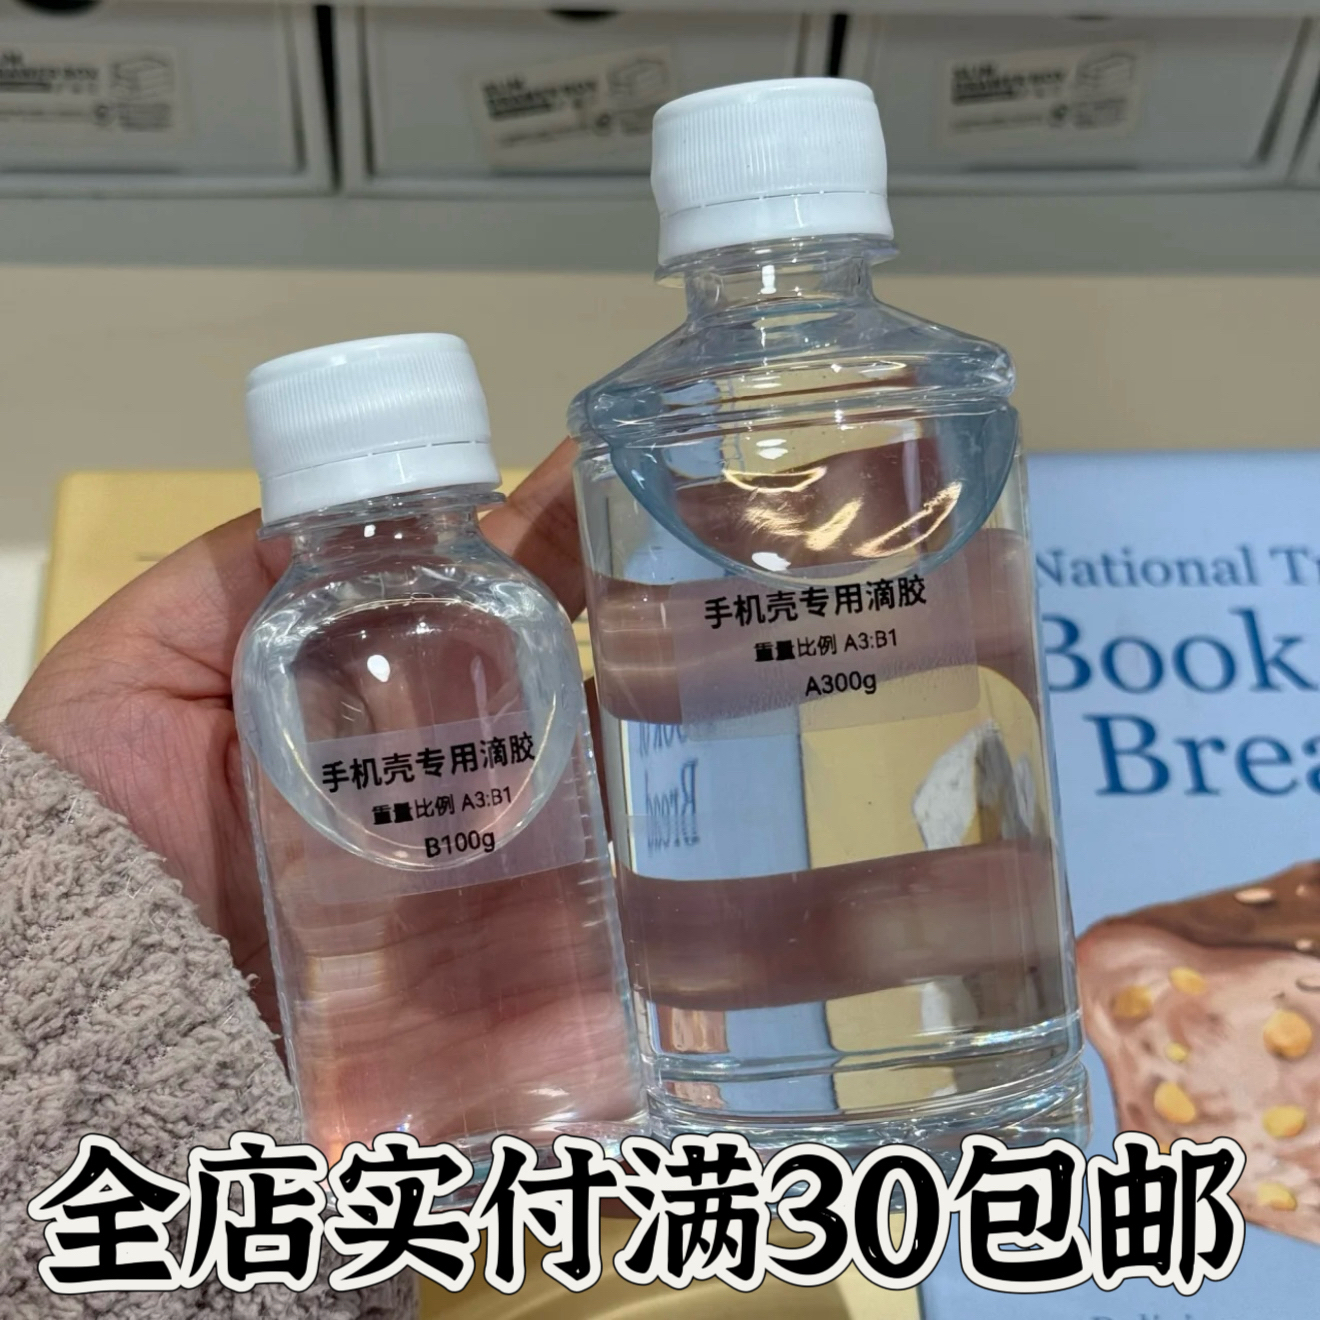 手机壳专用滴胶
重量比例 A3:B1
A300g
手机壳专用滴胶
重量比例 A3:B1
B100g
National Tr
Book
Brea
全店实付满30包邮